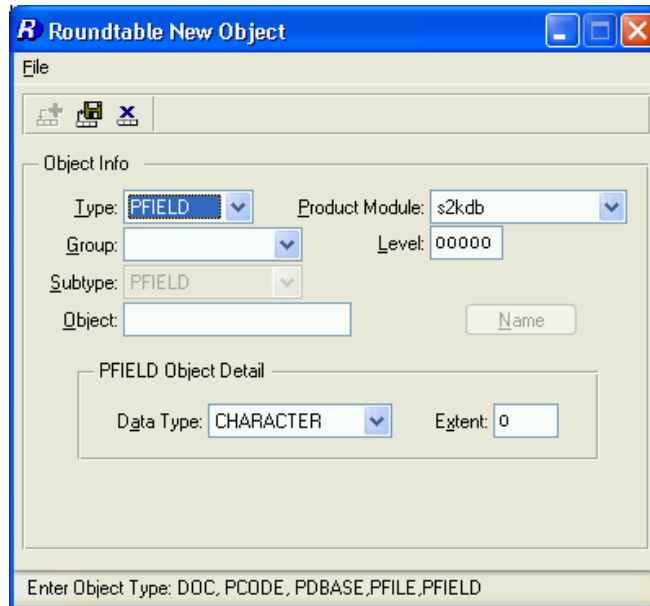 R Roundtable New Object
File
Object Info
Type: PFIELD Product Module: s2kdb
Group: Level: 00000
Subtype: PFIELD
Object: Name
PFIELD Object Detail
Data Type: CHARACTER Extent: 0
Enter Object Type: DOC, PCODE, PDBASE,PFILE,PFIELD